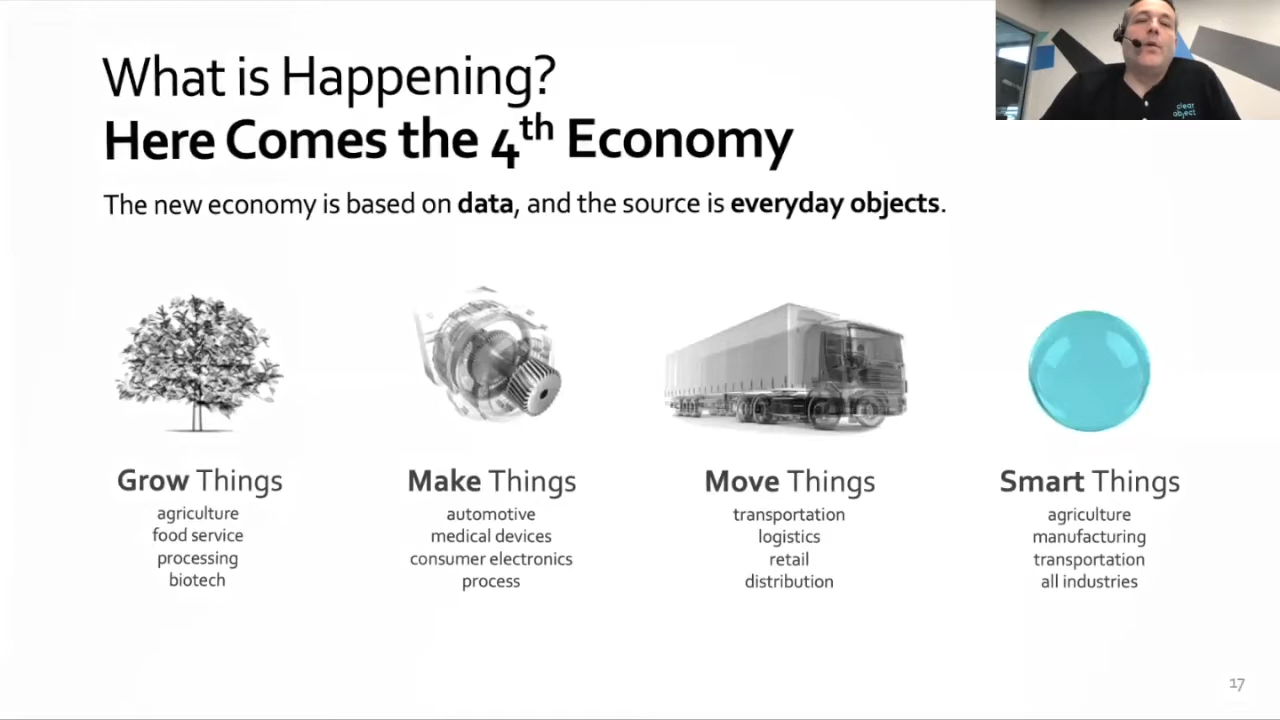 What is Happening?
Here Comes the 4th Economy
The new economy is based on data, and the source is everyday objects.
clear
object
Grow Things
agriculture
food service
processing
biotech
Make Things
automotive
medical devices
consumer electronics
process
Move Things
transportation
logistics
retail
distribution
Smart Things
agriculture
manufacturing
transportation
all industries
17